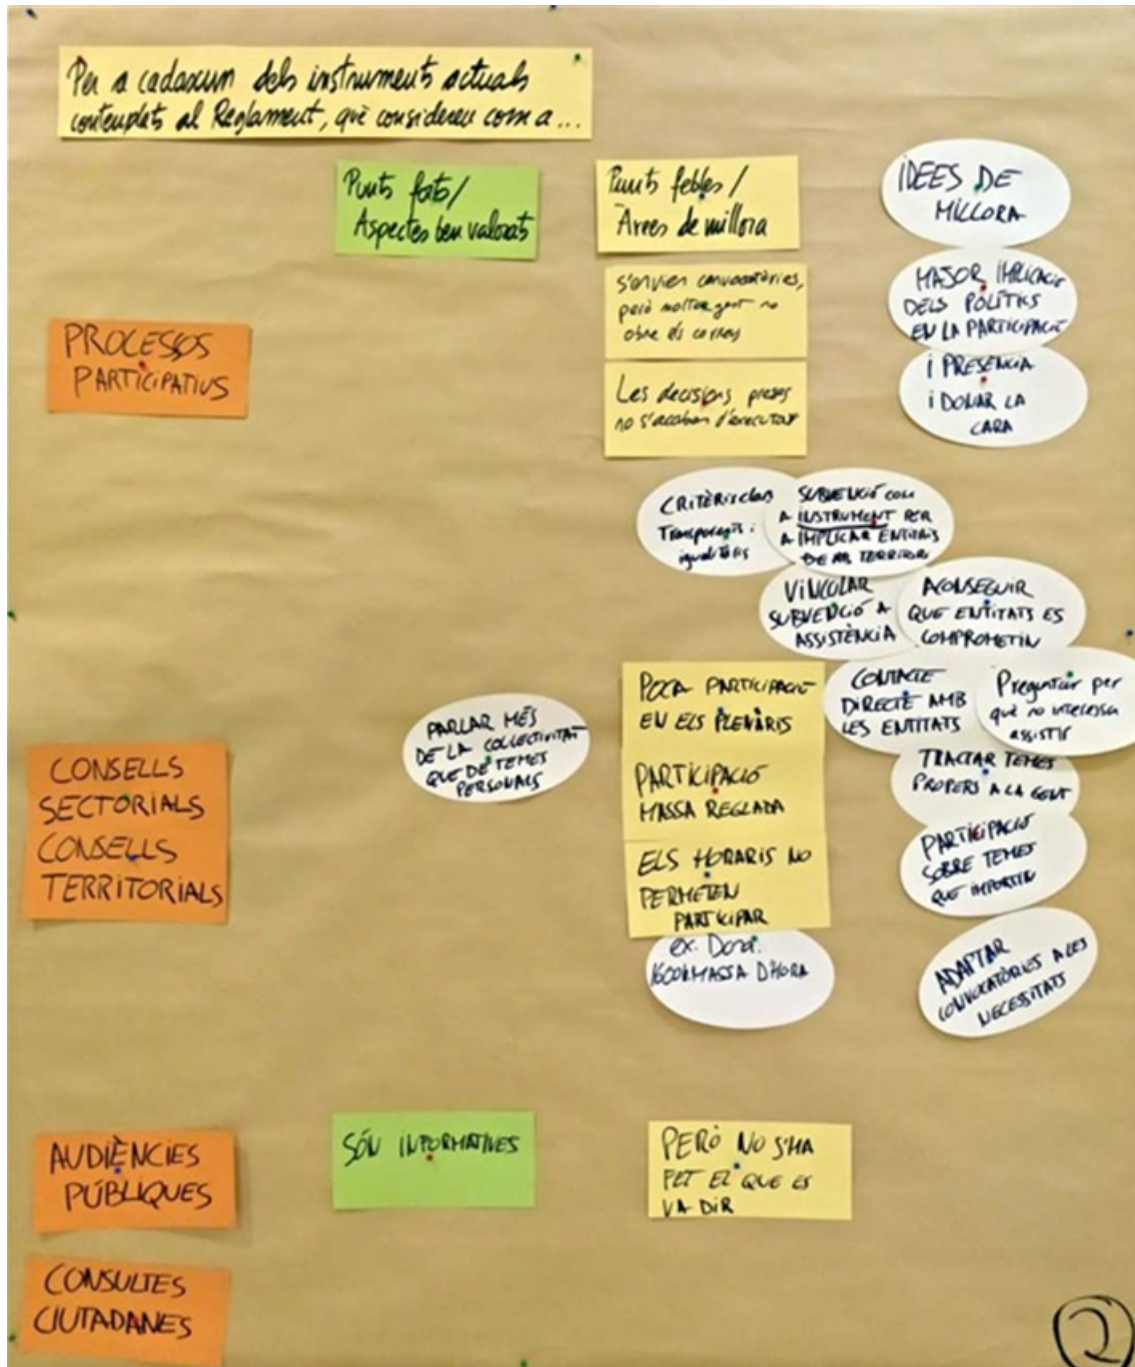 Per a cadascun dels instruments actuals
contemplats al Reglament, què considereu com a...
Punts forts/
Aspectes ben valorats
Punts febles/
Àrees de millora
IDEES DE
MILLORA
PROCESSOS
PARTICIPATIUS
s'envien convocatòries,
però molta gent no
obre els correus
Les decisions preses
no s'acaben d'executar
MAJOR IMPLICACIÓ
DELS POLÍTICS
EN LA PARTICIPACIÓ
I PRESÈNCIA
i DONAR LA
CARA
CRITÈRIS clars
Transparents i
igualitaris
SUBVENCIÓ COM
A INSTRUMENT PER
A IMPLICAR ENTITATS
TERRITORI
VINCULAR
SUBVENCIÓ A
ASSISTÈNCIA
ACONSEGUIR
QUE ENTITATS ES
COMPROMETIN
CONSELLS
SECTORIALS
CONSELLS
TERRITORIALS
PARLAR MÉS
DE LA COL·LECTIVITAT
QUE DE TEMES
PERSONALS
POCA PARTICIPACIÓ
EN ELS PLENARIS
PARTICIPACIÓ
MASSA REGLADA
ELS HORARIS NO
PERMETEN
PARTICIPAR
ex. Dona.
MASSA D'HORA
CONTACTE
DIRECTE AMB
LES ENTITATS
Preguntar per
què no interessa
assistir
TRACTAR TEMES
PROPERS A LA GENT
PARTICIPACIÓ
SOBRE TEMES
QUE IMPORTIN
ADAPTAR
CONVOCATÒRIES A LES
NECESSITATS
AUDIÈNCIES
PÚBLIQUES
SÓN INFORMATIVES
PERÒ NO S'HA
FET EL QUE ES
VA DIR
CONSULTES
CIUTADANES
2